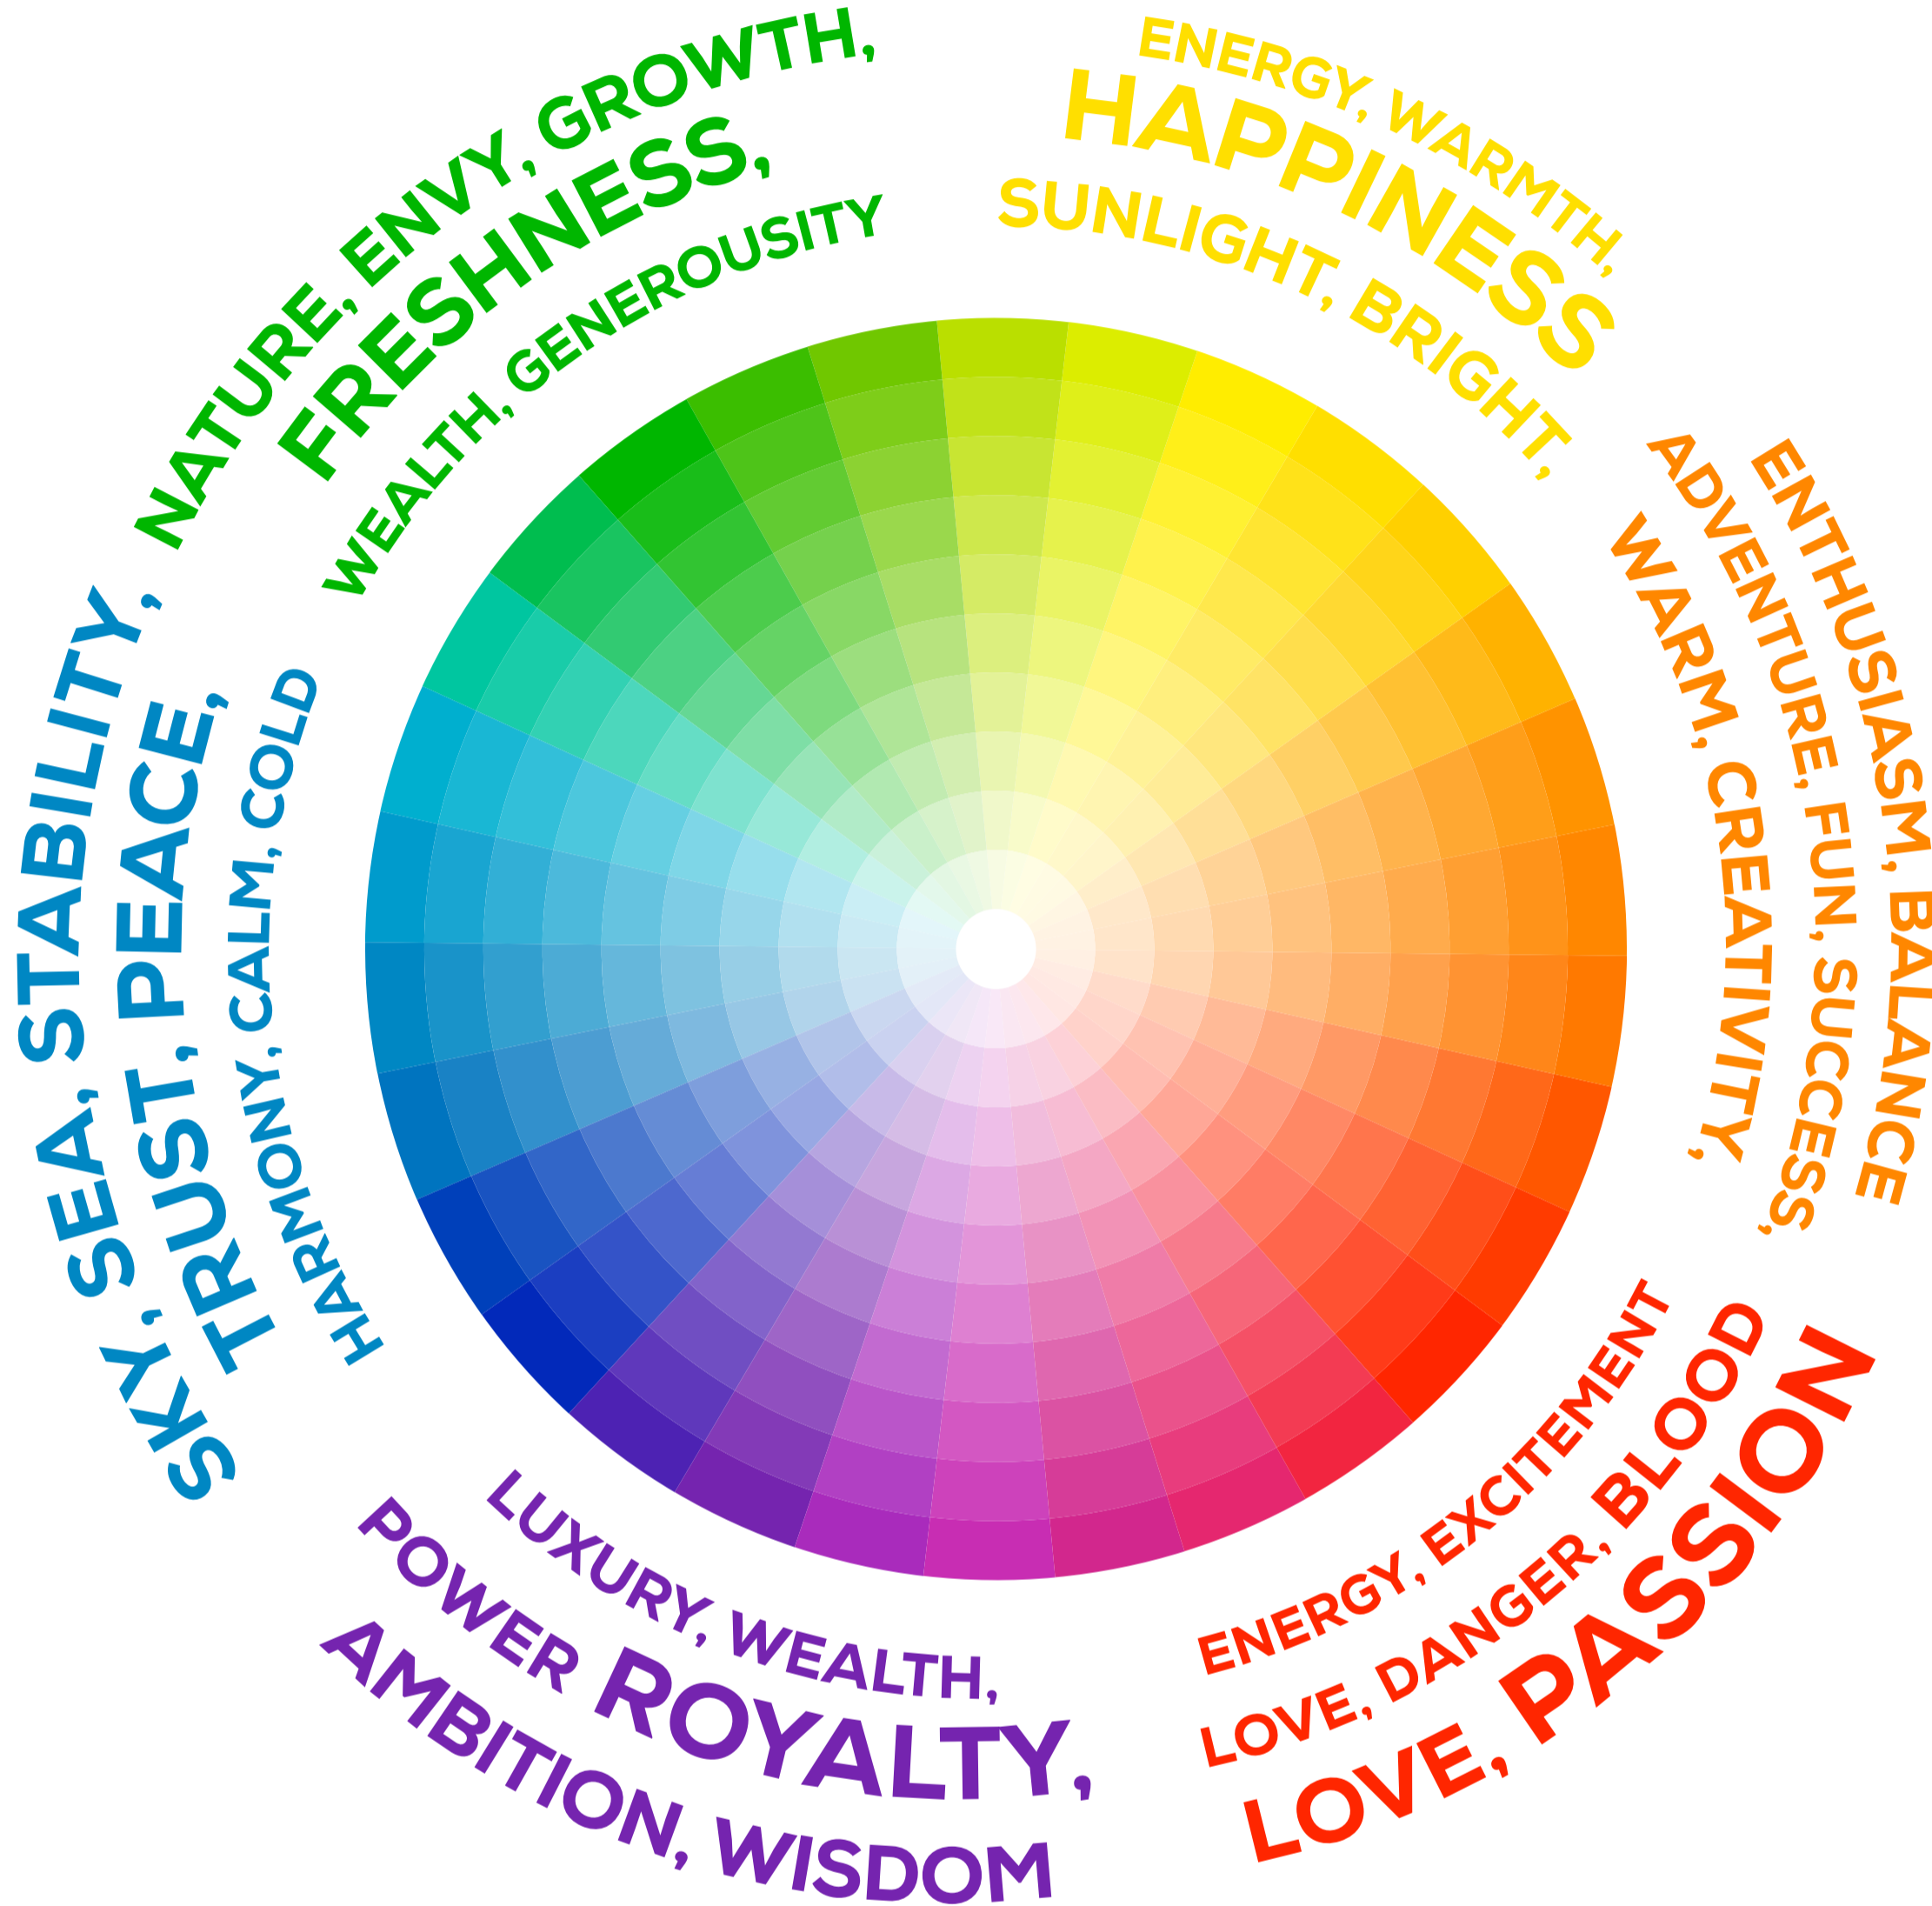 NATURE, ENVY, GROWTH,
FRESHNESS,
WEALTH, GENEROUSITY
ENERGY, WARMTH,
HAPPINESS
SUNLIGHT, BRIGHT,
ENTHUSIASM, BALANCE
ADVENTURE, FUN, SUCCESS,
WARM, CREATIVITY,
ENERGY, , EXCITEMENT
LOVE, DANGER, BLOOD
LOVE, PASSION
LUXURY, WEALTH,
POWER ROYALTY,
AMBITION, WISDOM
SKY, SEA, STABILITY,
TRUST, PEACE,
HARMONY, CALM, COLD